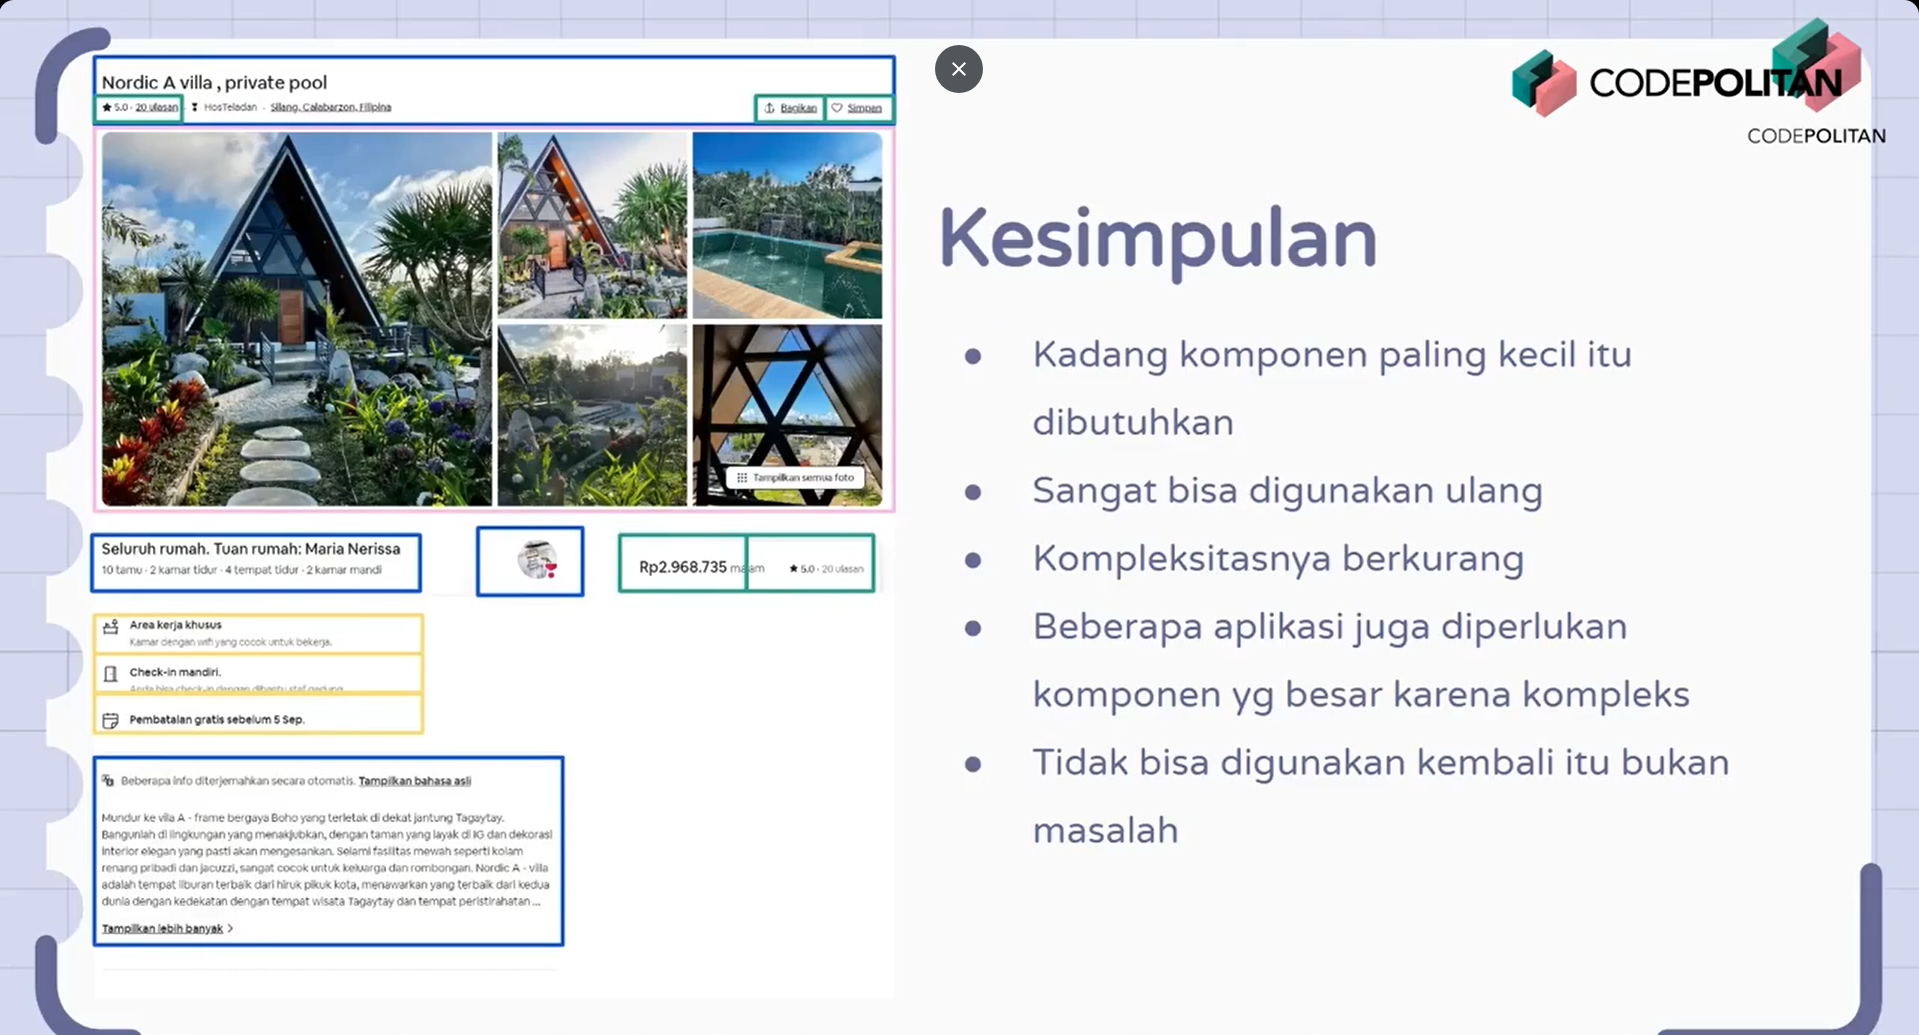 Nordic A villa , private pool
★ 5.0 · 20 ulasan · HosTeladan · Silang, Calabarzon, Filipina
Bagikan Simpan
Tampilkan semua foto
Seluruh rumah. Tuan rumah: Maria Nerissa
10 tamu · 2 kamar tidur · 4 tempat tidur · 2 kamar mandi
Rp2.968.735 malam ★ 5.0 · 20 ulasan
Area kerja khusus
Kamar dengan wifi yang cocok untuk bekerja.
Check-in mandiri.
Anda bisa check-in dengan dibantu staf gedung.
Pembatalan gratis sebelum 5 Sep.
Beberapa info diterjemahkan secara otomatis. Tampilkan bahasa asli
Mundur ke vila A - frame bergaya Boho yang terletak di dekat jantung Tagaytay.
Bangunlah di lingkungan yang menakjubkan, dengan taman yang layak di IG dan dekorasi
interior elegan yang pasti akan mengesankan. Selami fasilitas mewah seperti kolam
renang pribadi dan jacuzzi, sangat cocok untuk keluarga dan rombongan. Nordic A - villa
adalah tempat liburan terbaik dari hiruk pikuk kota, menawarkan yang terbaik dari kedua
dunia dengan kedekatan dengan tempat wisata Tagaytay dan tempat peristirahatan ...
Tampilkan lebih banyak >
CODEPOLITAN
CODEPOLITAN
Kesimpulan
● Kadang komponen paling kecil itu
dibutuhkan
● Sangat bisa digunakan ulang
● Kompleksitasnya berkurang
● Beberapa aplikasi juga diperlukan
komponen yg besar karena kompleks
● Tidak bisa digunakan kembali itu bukan
masalah